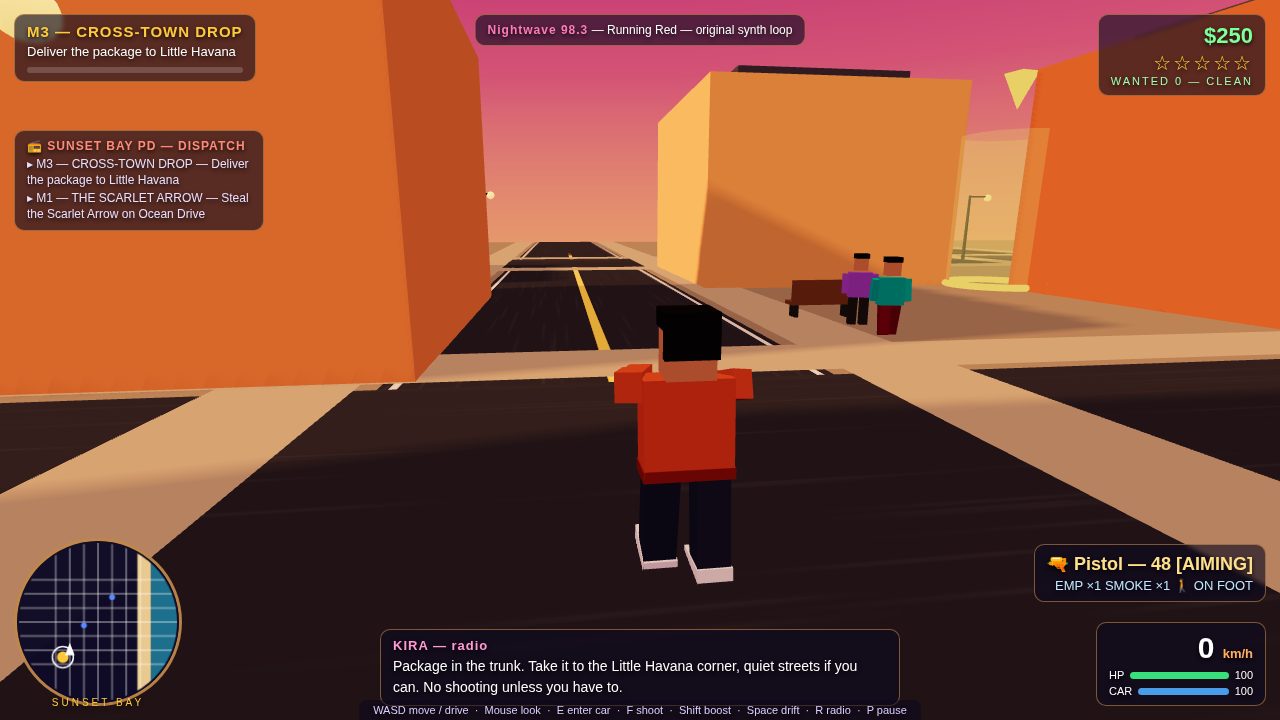 M3 — CROSS-TOWN DROP
Deliver the package to Little Havana
Nightwave 98.3 — Running Red — original synth loop
$250
☆☆☆☆☆
WANTED 0 — CLEAN
📻 SUNSET BAY PD — DISPATCH
▸ M3 — CROSS-TOWN DROP — Deliver
the package to Little Havana
▸ M1 — THE SCARLET ARROW — Steal
the Scarlet Arrow on Ocean Drive
🔫 Pistol — 48 [AIMING]
EMP ×1 SMOKE ×1 🚶 ON FOOT
0 km/h
HP 100
CAR 100
KIRA — radio
Package in the trunk. Take it to the Little Havana corner, quiet streets if you
can. No shooting unless you have to.
SUNSET BAY
WASD move / drive · Mouse look · E enter car · F shoot · Shift boost · Space drift · R radio · P pause